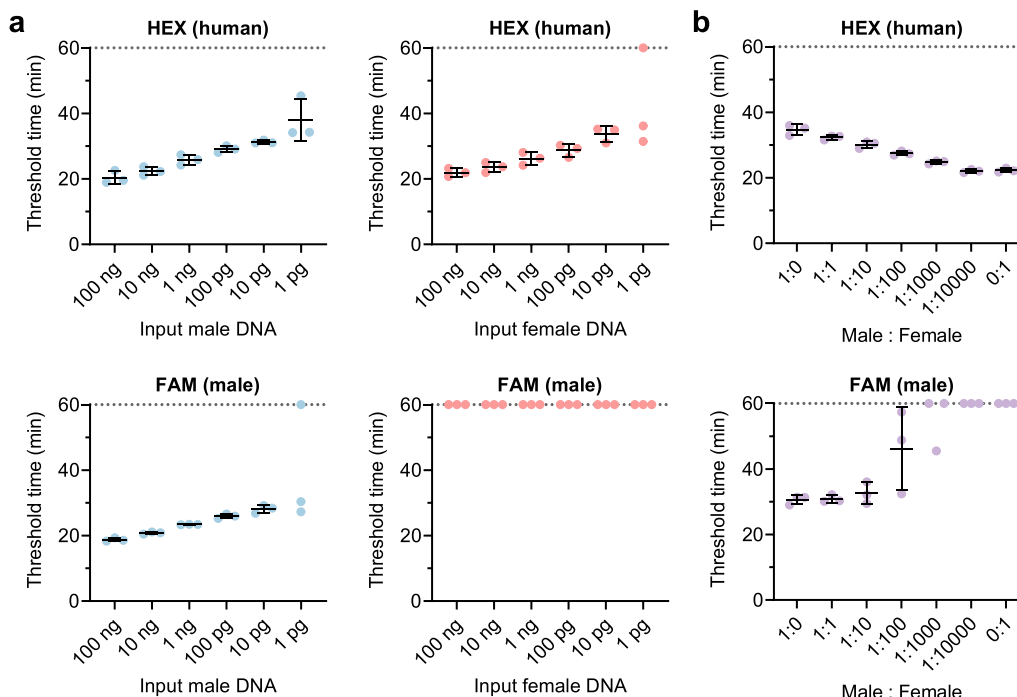 a
HEX (human)
Threshold time (min)
60
40
20
0
100 ng
10 ng
1 ng
100 pg
10 pg
1 pg
Input male DNA
HEX (human)
Threshold time (min)
60
40
20
0
100 ng
10 ng
1 ng
100 pg
10 pg
1 pg
Input female DNA
b
HEX (human)
Threshold time (min)
60
40
20
0
1:0
1:1
1:10
1:100
1:1000
1:10000
0:1
Male : Female
FAM (male)
Threshold time (min)
60
40
20
0
100 ng
10 ng
1 ng
100 pg
10 pg
1 pg
Input male DNA
FAM (male)
Threshold time (min)
60
40
20
0
100 ng
10 ng
1 ng
100 pg
10 pg
1 pg
Input female DNA
FAM (male)
Threshold time (min)
60
40
20
0
1:0
1:1
1:10
1:100
1:1000
1:10000
0:1
Male : Female